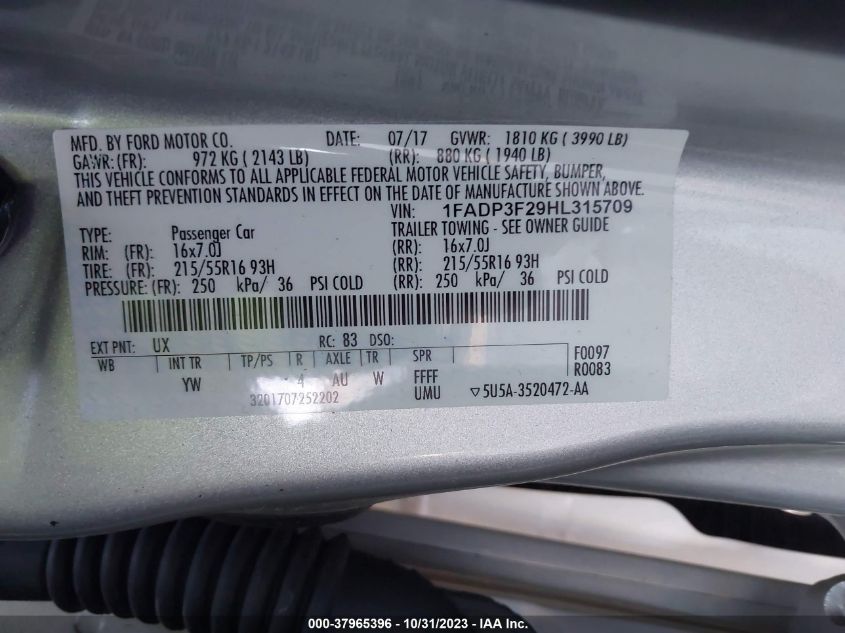 MFD. BY FORD MOTOR CO. DATE: 07/17 GVWR: 1810 KG ( 3990 LB)
GAWR: (FR): 972 KG ( 2143 LB) (RR): 880 KG ( 1940 LB)
THIS VEHICLE CONFORMS TO ALL APPLICABLE FEDERAL MOTOR VEHICLE SAFETY, BUMPER,
AND THEFT PREVENTION STANDARDS IN EFFECT ON THE DATE OF MANUFACTURE SHOWN ABOVE.
VIN: 1FADP3F29HL315709
TYPE: Passenger Car TRAILER TOWING - SEE OWNER GUIDE
RIM: (FR): 16x7.0J (RR): 16x7.0J
TIRE: (FR): 215/55R16 93H (RR): 215/55R16 93H
PRESSURE: (FR): 250 kPa/ 36 PSI COLD (RR): 250 kPa/ 36 PSI COLD
EXT PNT: UX RC: 83 DSO: F0097
WB INT TR TP/PS R AXLE TR SPR R0083
YW 4 AU W FFFF
UMU ▽5U5A-3520472-AA
3201707252202
000-37965396 - 10/31/2023 - IAAI.com